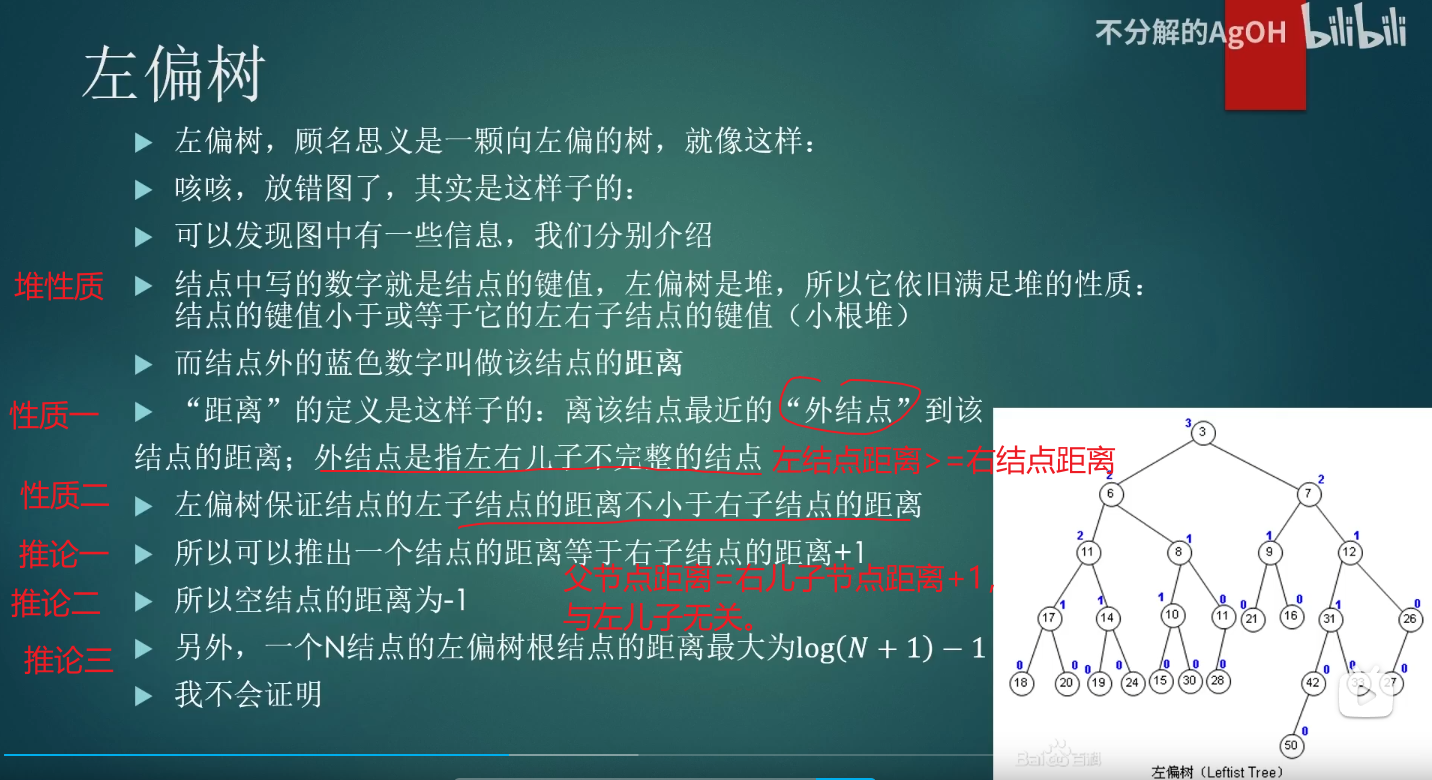 不分解的AgOH bilibili
左偏树
左偏树，顾名思义是一颗向左偏的树，就像这样：
咳咳，放错图了，其实是这样子的：
可以发现图中有一些信息，我们分别介绍
堆性质
结点中写的数字就是结点的键值，左偏树是堆，所以它依旧满足堆的性质：
结点的键值小于或等于它的左右子结点的键值（小根堆）
而结点外的蓝色数字叫做该结点的距离
性质一
“距离”的定义是这样子的：离该结点最近的“外结点”到该
结点的距离；外结点是指左右儿子不完整的结点
左结点距离>=右结点距离
性质二
左偏树保证结点的左子结点的距离不小于右子结点的距离
推论一
所以可以推出一个结点的距离等于右子结点的距离+1
父节点距离=右儿子节点距离+1，
与左儿子无关。
推论二
所以空结点的距离为-1
推论三
另外，一个N结点的左偏树根结点的距离最大为log(N + 1) − 1
我不会证明
3 3
2 6 7 2
2 11 8 1 1 9 12 1
17 1 1 14 1 10 11 0 0 21 16 0 31 1 26 0
0 18 20 0 0 19 24 0 0 15 30 0 28 0 42 0 27 0
50 0
Baidu百科
左偏树（Leftist Tree）